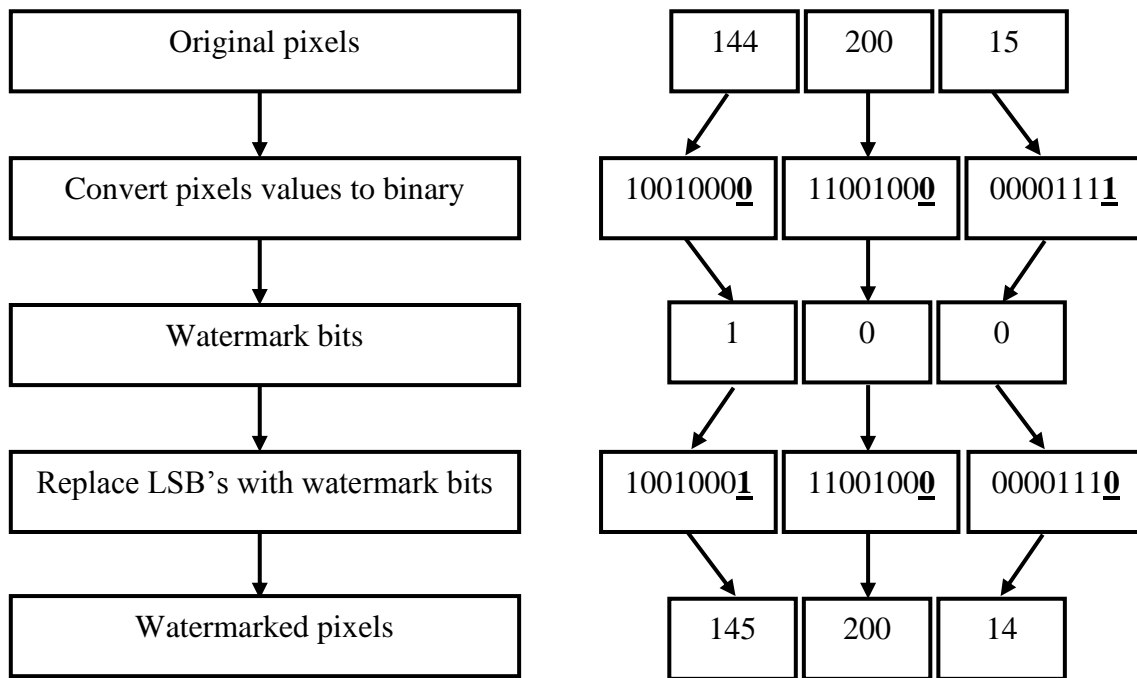 Original pixels
144 200 15
Convert pixels values to binary
10010000 11001000 00001111
Watermark bits
1 0 0
Replace LSB’s with watermark bits
10010001 11001000 00001110
Watermarked pixels
145 200 14